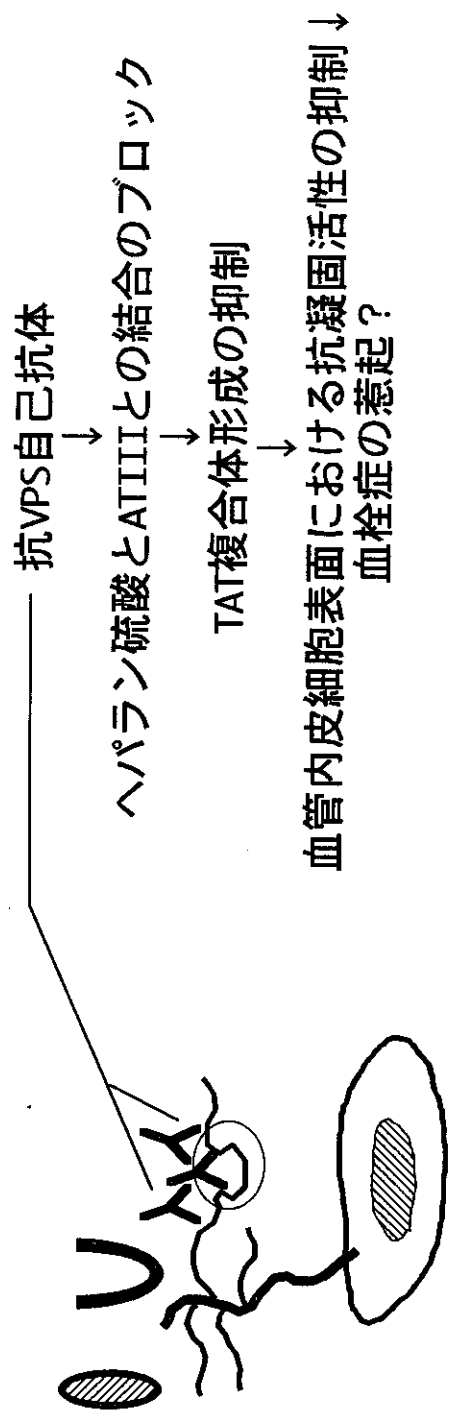 抗VPS自己抗体
↓
ヘパラン硫酸とATIIIとの結合のブロック
↓
TAT複合体形成の抑制
↓
血管内皮細胞表面における抗凝固活性の抑制↓
血栓症の惹起？